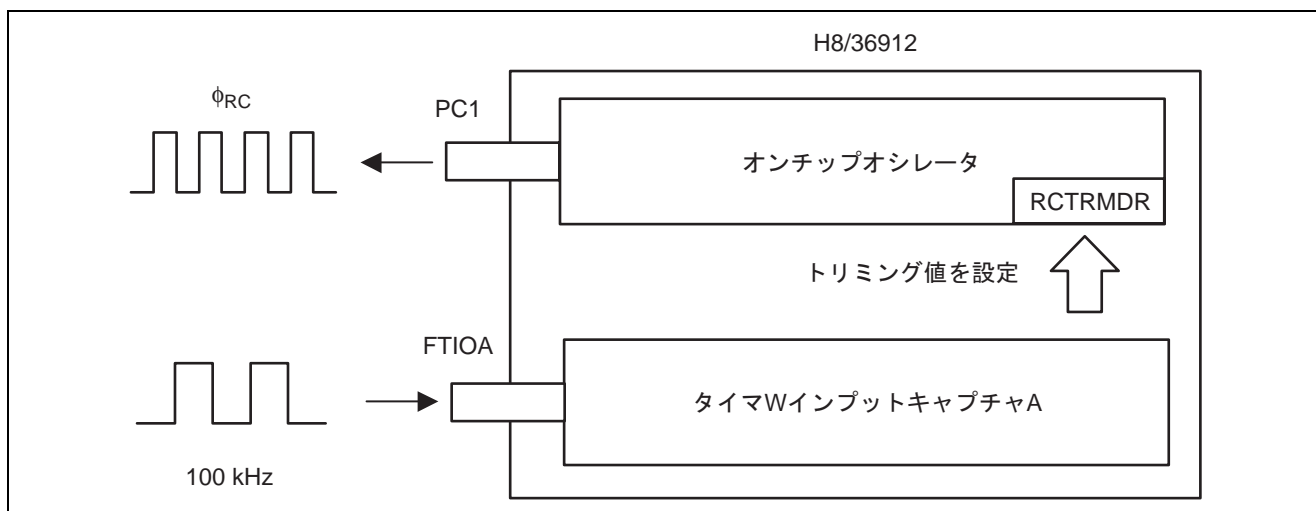 H8/36912
φRC
PC1
オンチップオシレータ
RCTRMDR
トリミング値を設定
FTIOA
タイマWインプットキャプチャA
100 kHz